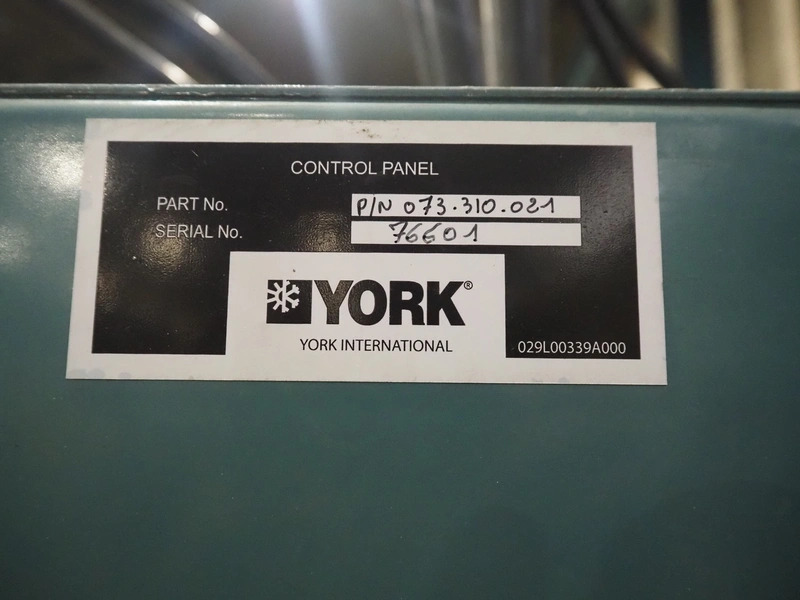 CONTROL PANEL
PART No. P/N 073.310.021
SERIAL No. 76601
YORK®
YORK INTERNATIONAL
029L00339A000